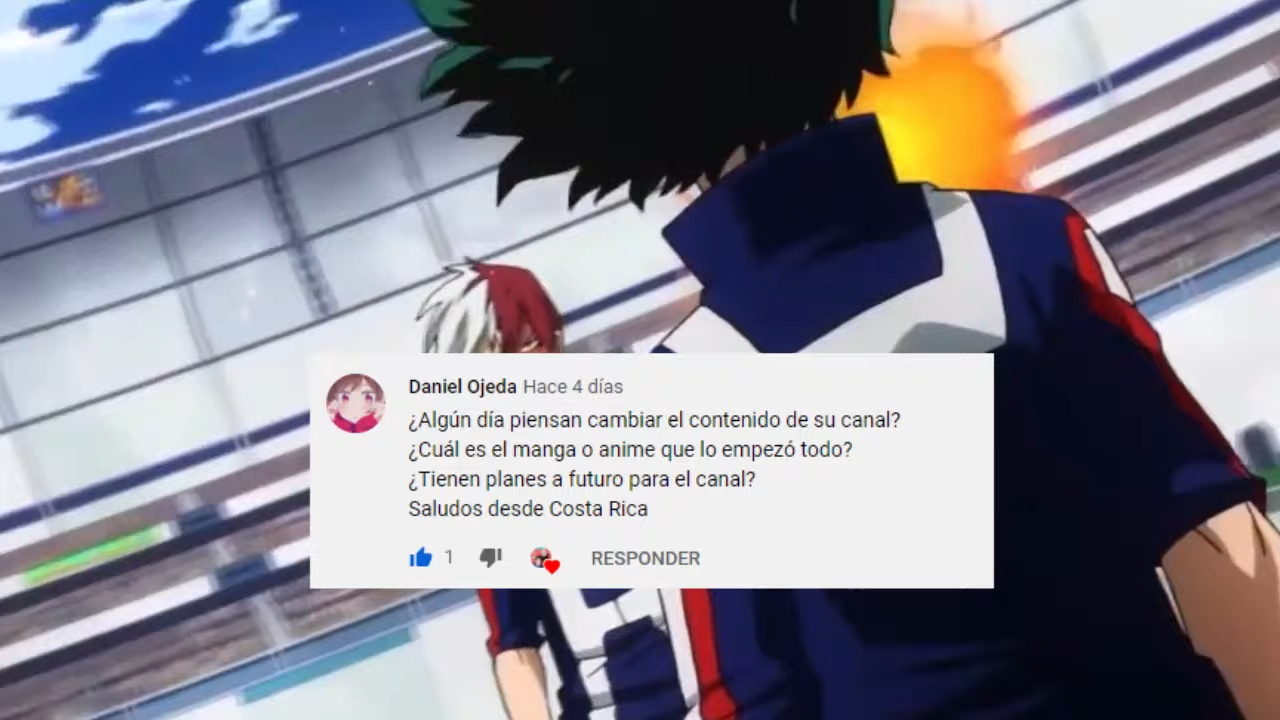 Daniel Ojeda Hace 4 días
¿Algún día piensan cambiar el contenido de su canal?
¿Cuál es el manga o anime que lo empezó todo?
¿Tienen planes a futuro para el canal?
Saludos desde Costa Rica
1 RESPONDER